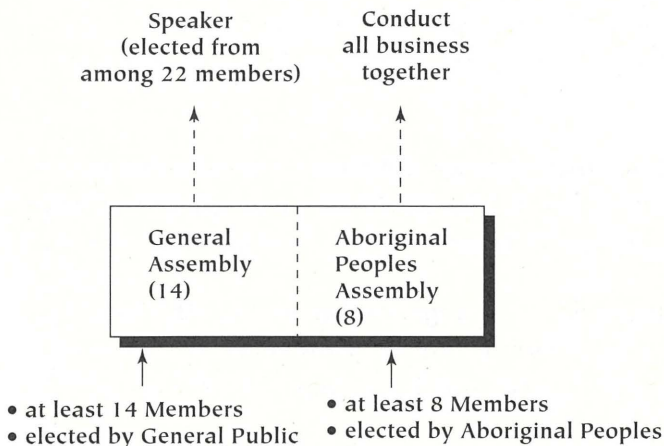 Speaker
(elected from
among 22 members)
Conduct
all business
together
General
Assembly
(14)
Aboriginal
Peoples
Assembly
(8)
• at least 14 Members
• elected by General Public
• at least 8 Members
• elected by Aboriginal Peoples